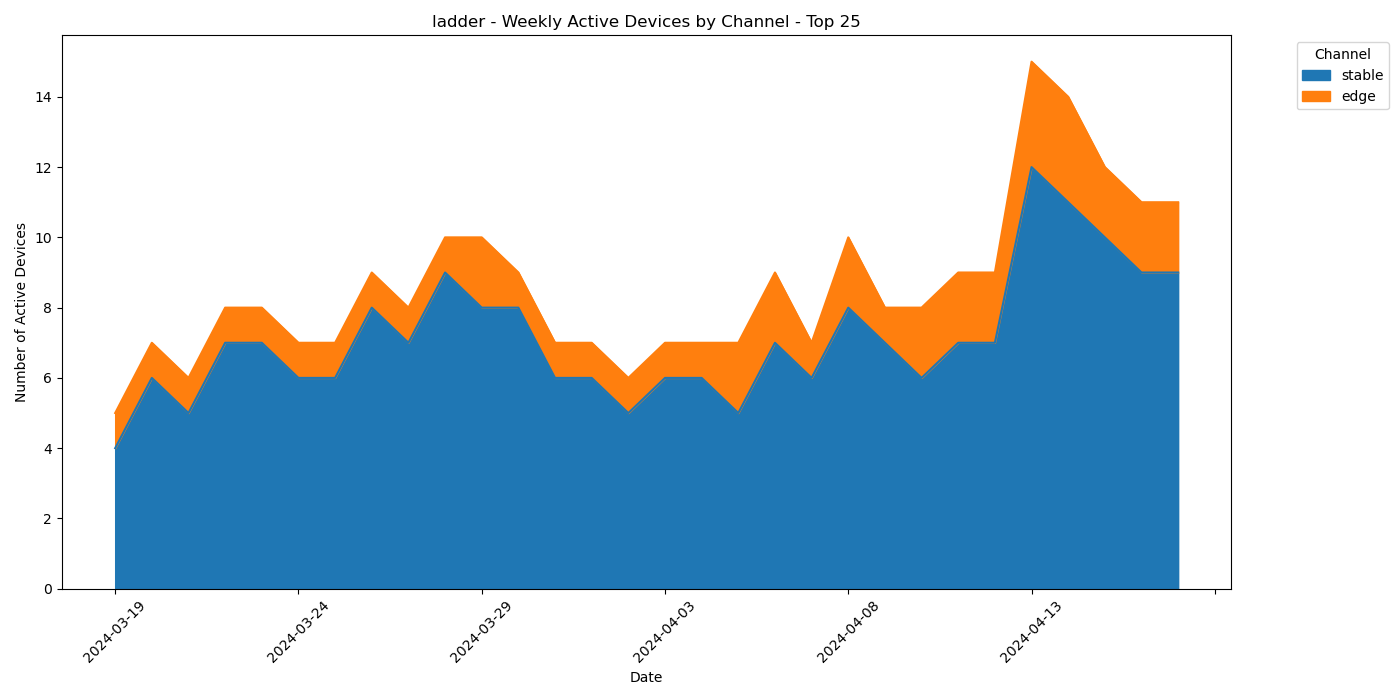 ladder - Weekly Active Devices by Channel - Top 25
Channel
stable
edge
Number of Active Devices
14
12
10
8
6
4
2
0
2024-03-19
2024-03-24
2024-03-29
2024-04-03
2024-04-08
2024-04-13
Date